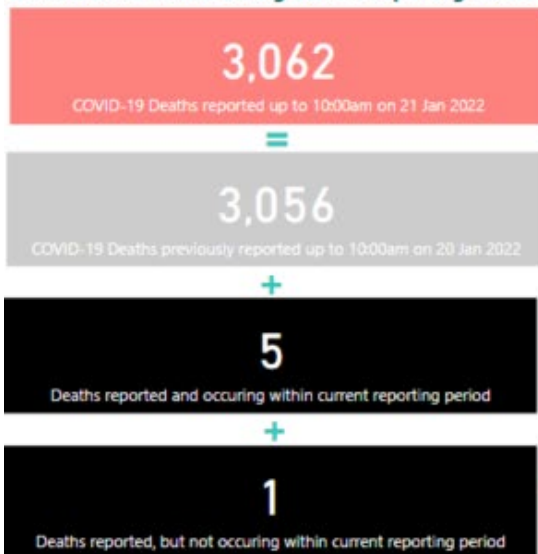 3,062
COVID-19 Deaths reported up to 10:00am on 21 Jan 2022
=
3,056
COVID-19 Deaths previously reported up to 10:00am on 20 Jan 2022
+
5
Deaths reported and occuring within current reporting period
+
1
Deaths reported, but not occuring within current reporting period